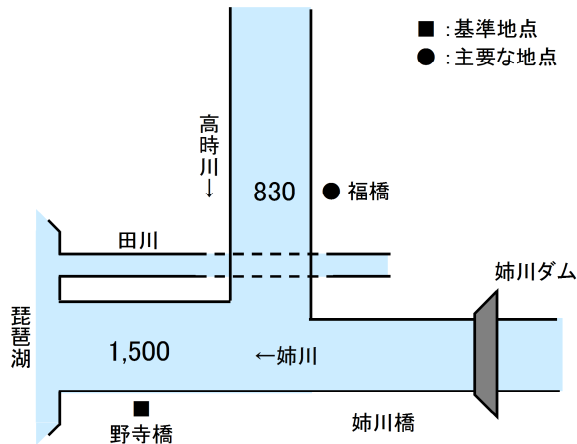 ■:基準地点
●:主要な地点
高時川↓
830
●福橋
田川
姉川ダム
琵琶湖
1,500
←姉川
■
野寺橋
姉川橋